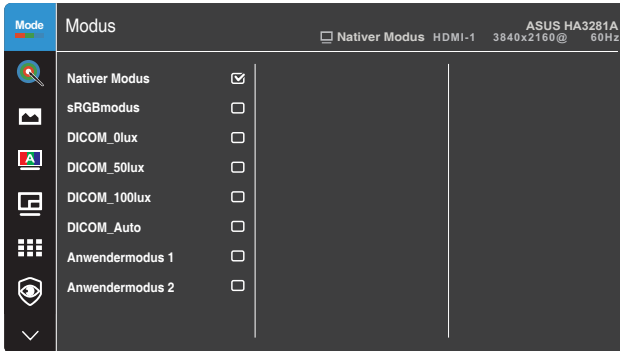 Mode
Modus
ASUS HA3281A
Nativer Modus HDMI-1 3840x2160@ 60Hz
Nativer Modus
sRGBmodus
DICOM_0lux
A
DICOM_50lux
DICOM_100lux
DICOM_Auto
Anwendermodus 1
Anwendermodus 2